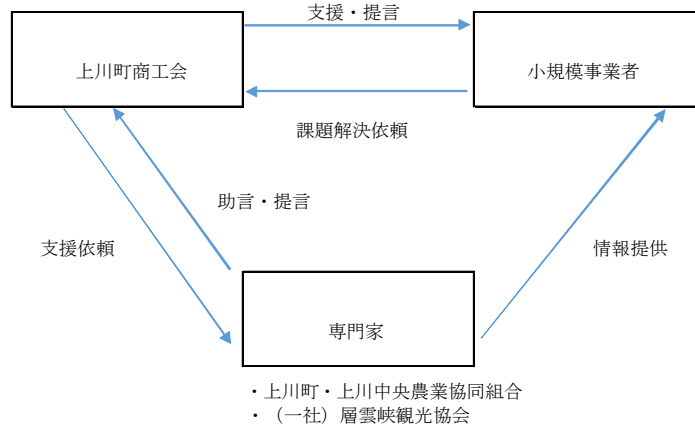 支援・提言
上川町商工会
小規模事業者
課題解決依頼
助言・提言
支援依頼
情報提供
専門家
・上川町・上川中央農業協同組合
・（一社）層雲峡観光協会